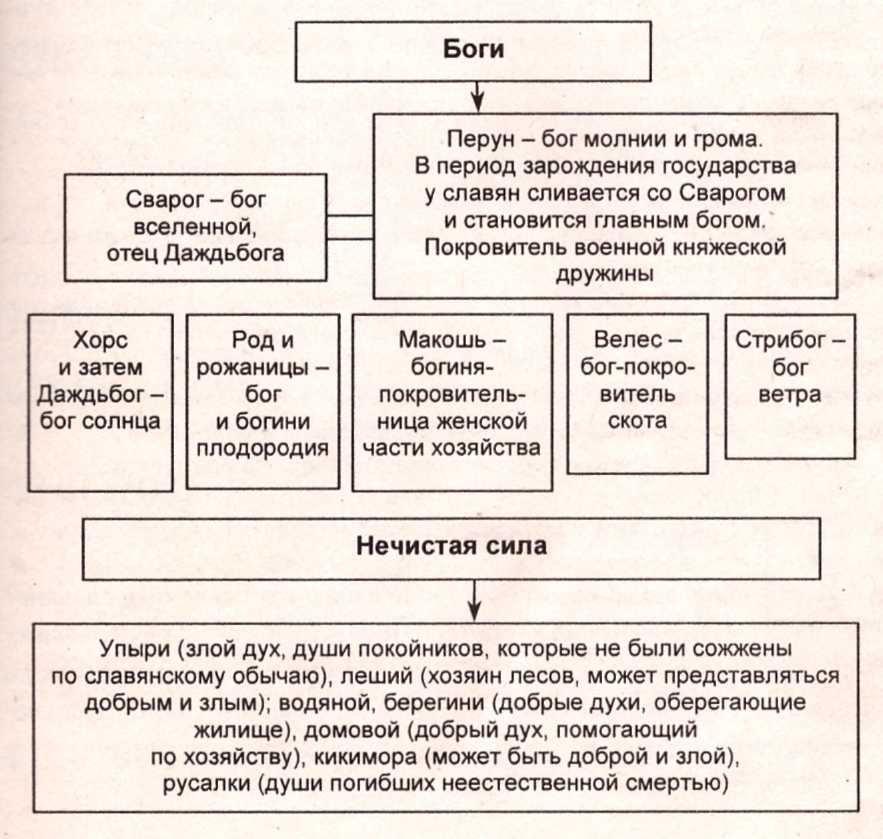 Боги
Перун – бог молнии и грома.
В период зарождения государства
у славян сливается со Сварогом
и становится главным богом.
Покровитель военной княжеской
дружины
Сварог – бог
вселенной,
отец Даждьбога
Хорс
и затем
Даждьбог –
бог солнца
Род и
рожаницы –
бог
и богини
плодородия
Макошь –
богиня-
покровитель-
ница женской
части хозяйства
Велес –
бог-покро-
витель
скота
Стрибог –
бог
ветра
Нечистая сила
Упыри (злой дух, души покойников, которые не были сожжены
по славянскому обычаю), леший (хозяин лесов, может представляться
добрым и злым); водяной, берегини (добрые духи, оберегающие
жилище), домовой (добрый дух, помогающий
по хозяйству), кикимора (может быть доброй и злой),
русалки (души погибших неестественной смертью)